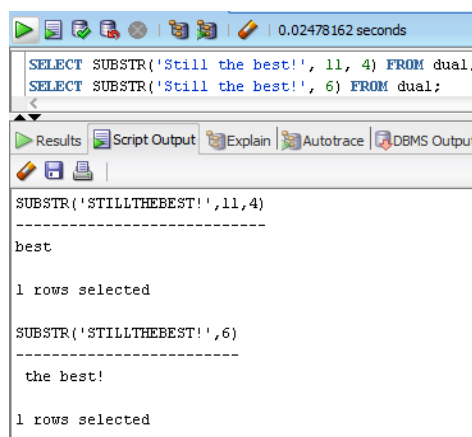 0.02478162 seconds
SELECT SUBSTR('Still the best!', 11, 4) FROM dual;
SELECT SUBSTR('Still the best!', 6) FROM dual;
Results Script Output Explain Autotrace DBMS Output
SUBSTR('STILLTHEBEST!',11,4)
----------------------------
best
1 rows selected
SUBSTR('STILLTHEBEST!',6)
-------------------------
the best!
1 rows selected